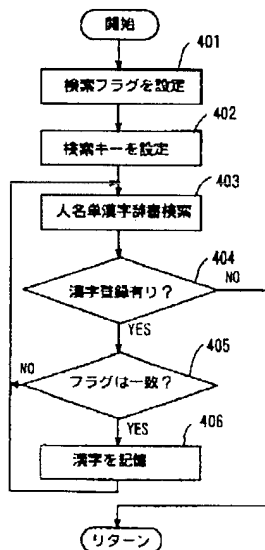 開始
401
検索フラグを設定
402
検索キーを設定
403
人名単漢字辞書検索
404
漢字登録有り?
NO
YES
405
フラグは一致?
NO
YES
406
漢字を記憶
リターン